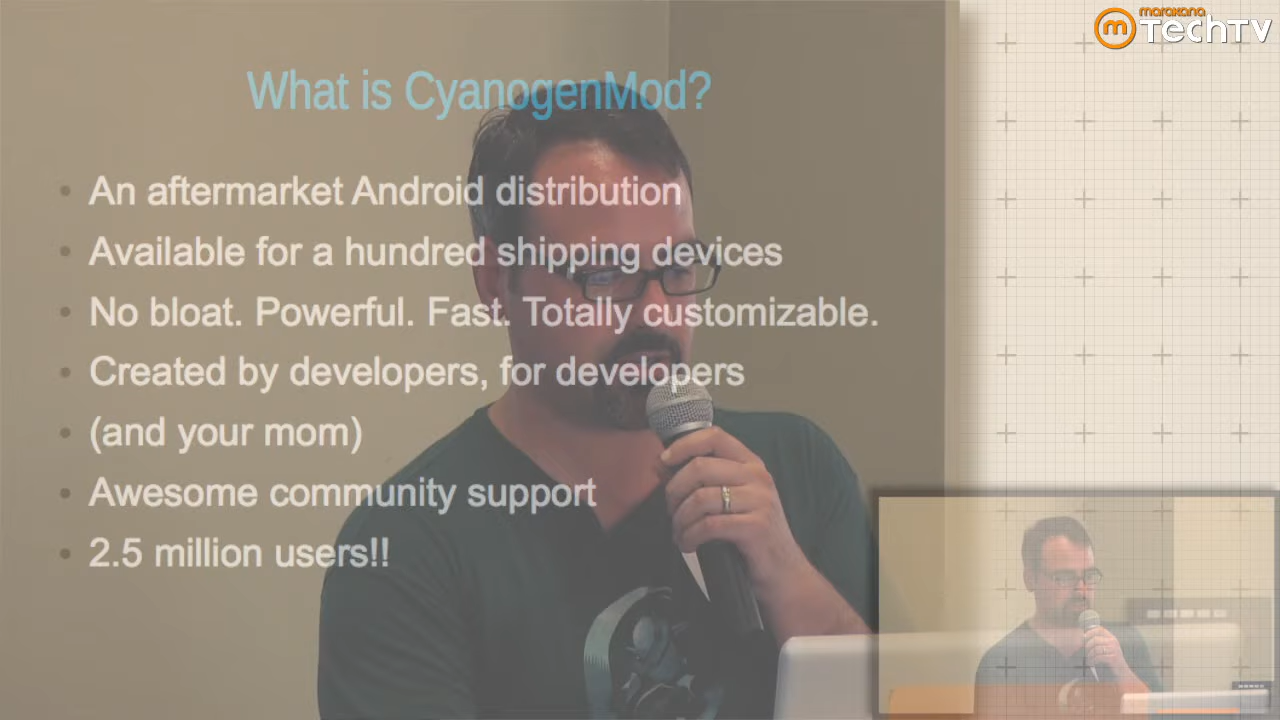 marakana
TechTV
What is CyanogenMod?
An aftermarket Android distribution
Available for a hundred shipping devices
No bloat. Powerful. Fast. Totally customizable.
Created by developers, for developers
(and your mom)
Awesome community support
2.5 million users!!